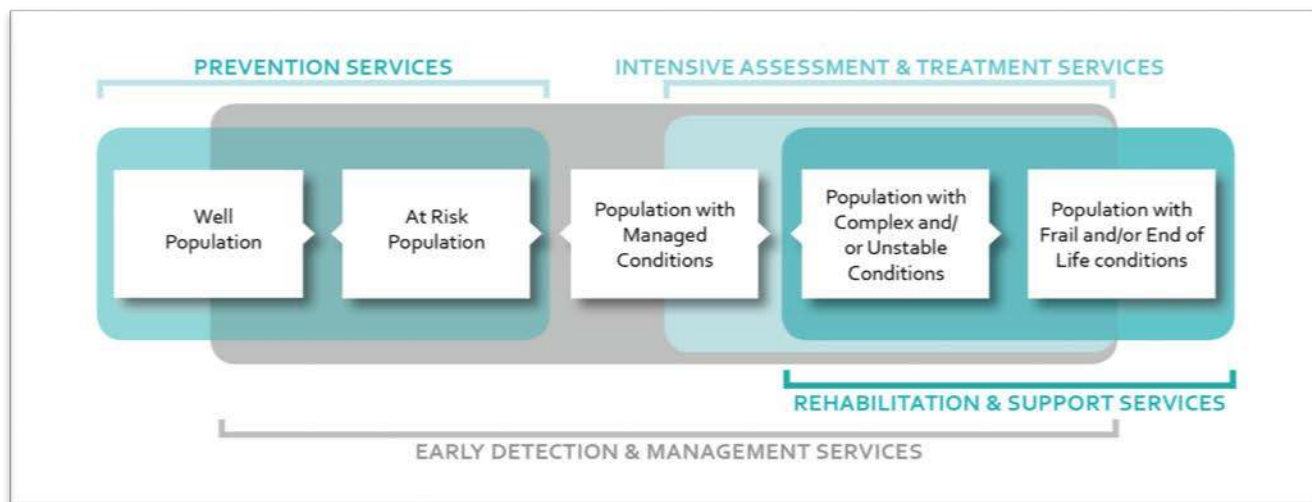 PREVENTION SERVICES
INTENSIVE ASSESSMENT & TREATMENT SERVICES
Well
Population
At Risk
Population
Population with
Managed
Conditions
Population with
Complex and/
or Unstable
Conditions
Population with
Frail and/or End of
Life conditions
REHABILITATION & SUPPORT SERVICES
EARLY DETECTION & MANAGEMENT SERVICES